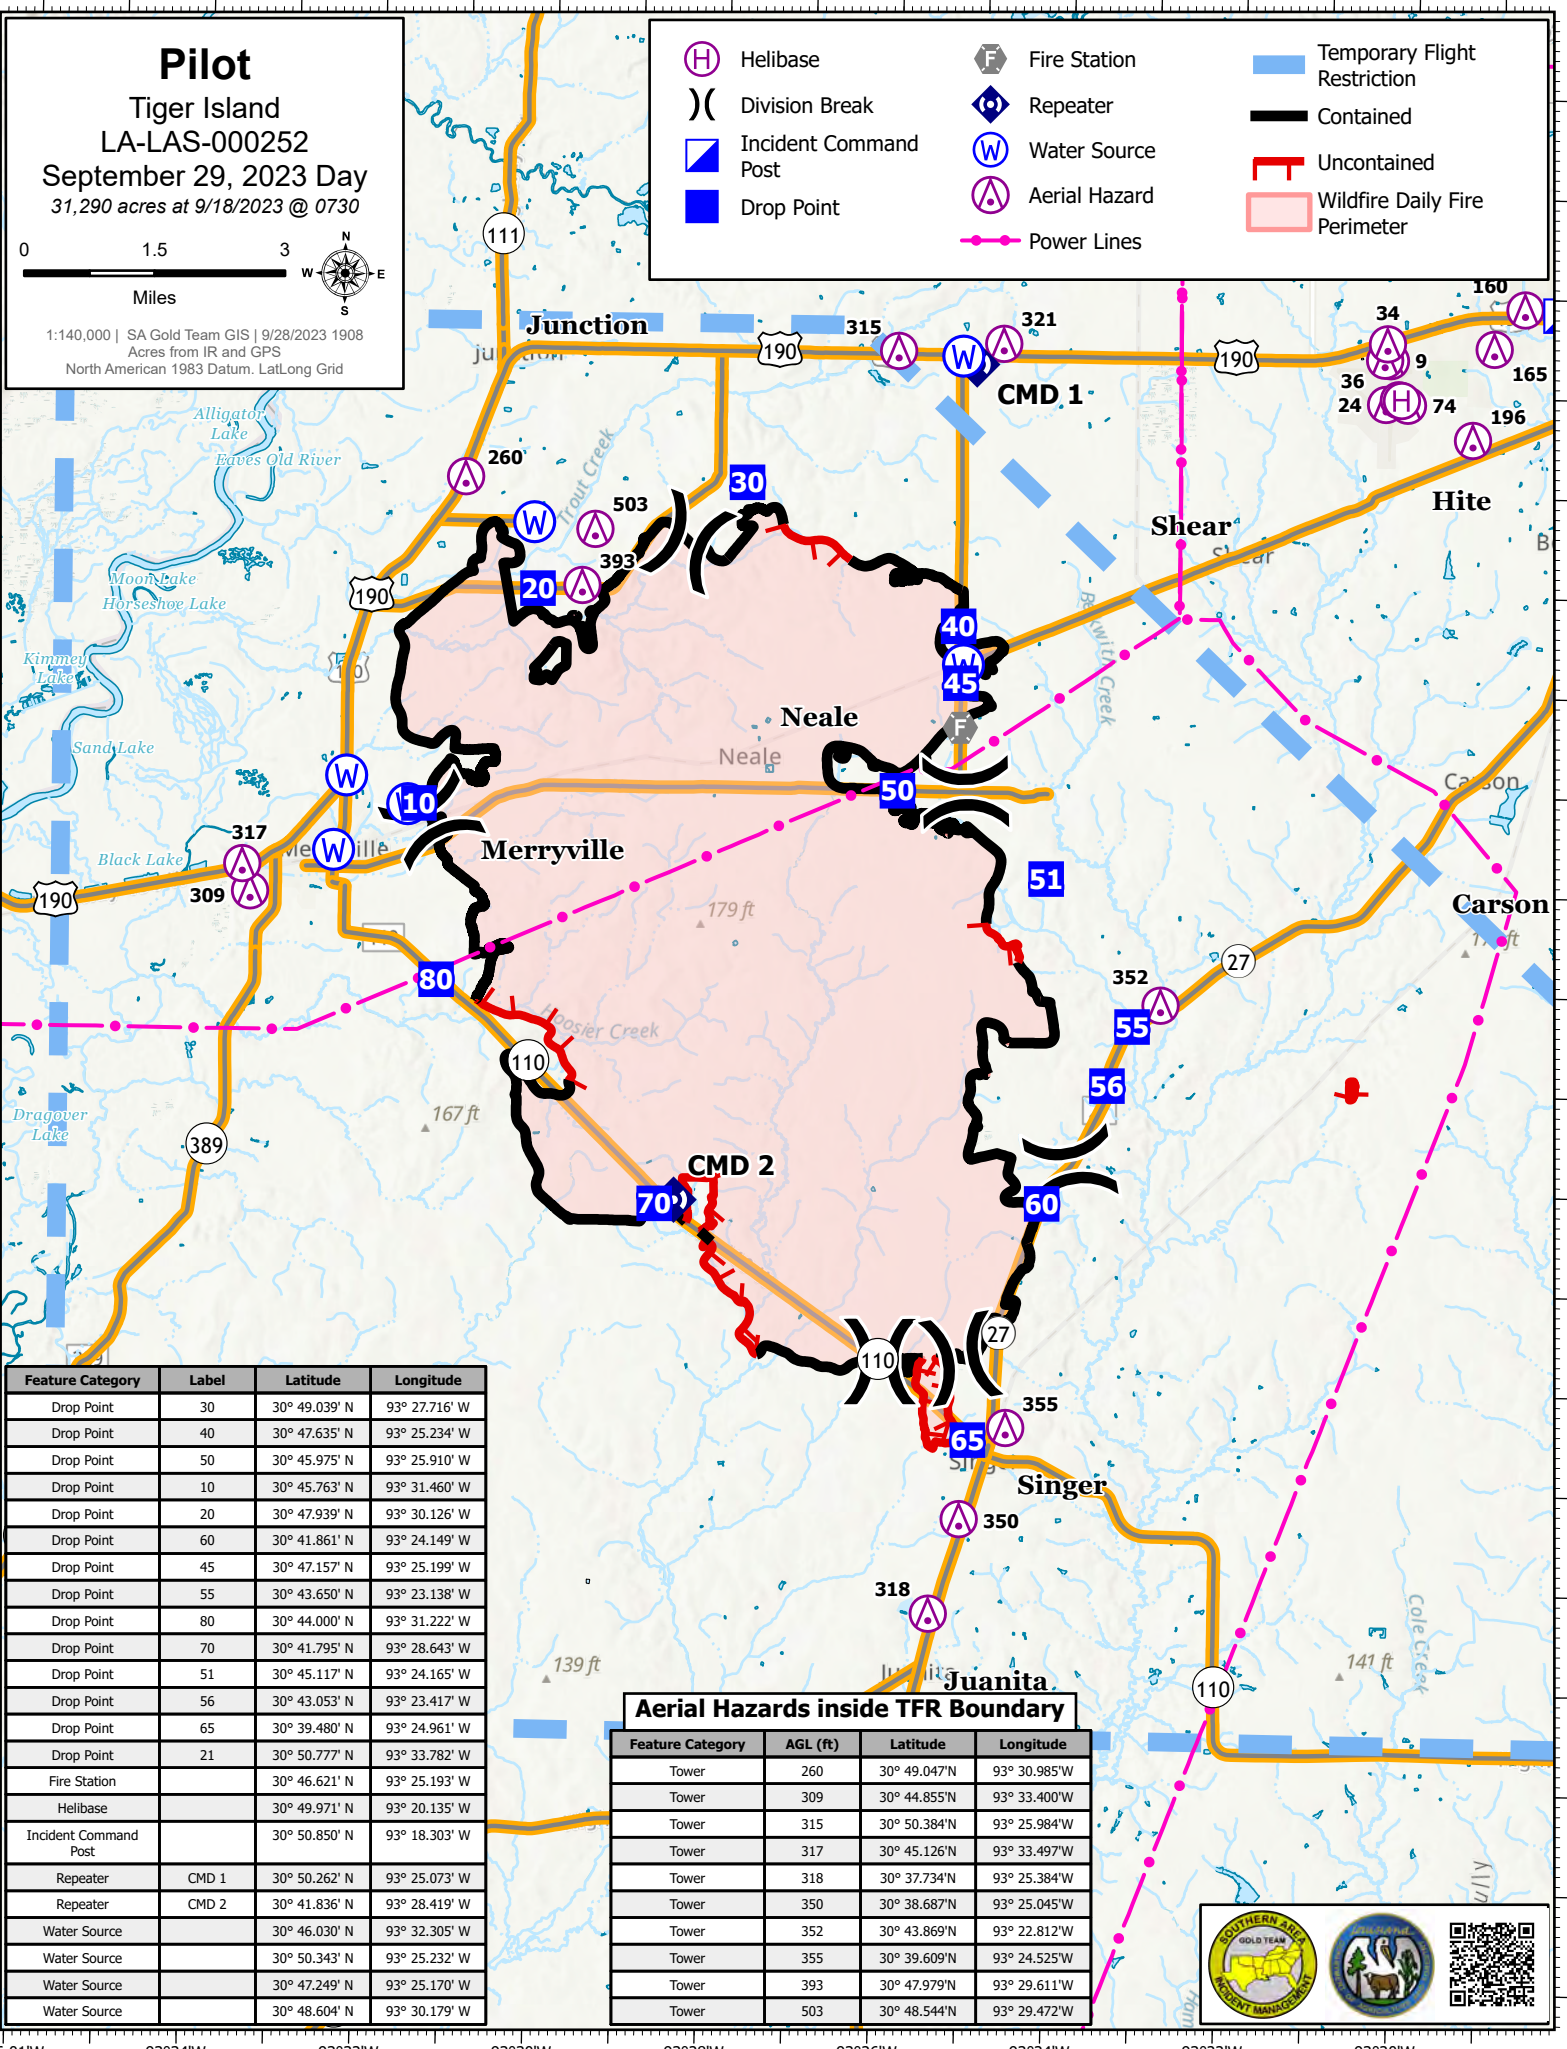 Pilot
Tiger Island
LA-LAS-000252
September 29, 2023 Day
31,290 acres at 9/18/2023 @ 0730
0 1.5 3
Miles
N
W E
S
1:140,000 | SA Gold Team GIS | 9/28/2023 1908
Acres from IR and GPS
North American 1983 Datum. LatLong Grid
H Helibase
Division Break
Incident Command
Post
Drop Point
F Fire Station
Repeater
W Water Source
Aerial Hazard
Power Lines
Temporary Flight
Restriction
Contained
Uncontained
Wildfire Daily Fire
Perimeter
111
160
Junction
190
315
W
321
190
34
9
165
CMD 1
36
24
H
74
196
Alligator
Lake
Eaves Old River
260
Trout Creek
30
Hite
503
W
Shear
Shear
393
Moon Lake
Horseshoe Lake
190
20
40
Beckwith Creek
W
45
Kimmey
Lake
Neale
F
Sand Lake
Neale
W
Carson
10
50
317
W
Merryville
Black Lake
51
309
190
179 ft
Carson
80
27
352
55
Hoosier Creek
110
56
Dragover
Lake
167 ft
389
CMD 2
70
60
27
110
355
65
Singer
Singer
350
318
139 ft
Cole Creek
141 ft
Juanita
Juanita
110
Feature Category Label Latitude Longitude
Drop Point 30 30° 49.039' N 93° 27.716' W
Drop Point 40 30° 47.635' N 93° 25.234' W
Drop Point 50 30° 45.975' N 93° 25.910' W
Drop Point 10 30° 45.763' N 93° 31.460' W
Drop Point 20 30° 47.939' N 93° 30.126' W
Drop Point 60 30° 41.861' N 93° 24.149' W
Drop Point 45 30° 47.157' N 93° 25.199' W
Drop Point 55 30° 43.650' N 93° 23.138' W
Drop Point 80 30° 44.000' N 93° 31.222' W
Drop Point 70 30° 41.795' N 93° 28.643' W
Drop Point 51 30° 45.117' N 93° 24.165' W
Drop Point 56 30° 43.053' N 93° 23.417' W
Drop Point 65 30° 39.480' N 93° 24.961' W
Drop Point 21 30° 50.777' N 93° 33.782' W
Fire Station 30° 46.621' N 93° 25.193' W
Helibase 30° 49.971' N 93° 20.135' W
Incident Command
Post 30° 50.850' N 93° 18.303' W
Repeater CMD 1 30° 50.262' N 93° 25.073' W
Repeater CMD 2 30° 41.836' N 93° 28.419' W
Water Source 30° 46.030' N 93° 32.305' W
Water Source 30° 50.343' N 93° 25.232' W
Water Source 30° 47.249' N 93° 25.170' W
Water Source 30° 48.604' N 93° 30.179' W
Aerial Hazards inside TFR Boundary
Feature Category AGL (ft) Latitude Longitude
Tower 260 30° 49.047'N 93° 30.985'W
Tower 309 30° 44.855'N 93° 33.400'W
Tower 315 30° 50.384'N 93° 25.984'W
Tower 317 30° 45.126'N 93° 33.497'W
Tower 318 30° 37.734'N 93° 25.384'W
Tower 350 30° 38.687'N 93° 25.045'W
Tower 352 30° 43.869'N 93° 22.812'W
Tower 355 30° 39.609'N 93° 24.525'W
Tower 393 30° 47.979'N 93° 29.611'W
Tower 503 30° 48.544'N 93° 29.472'W
SOUTHERN AREA
GOLD TEAM
INCIDENT MANAGEMENT